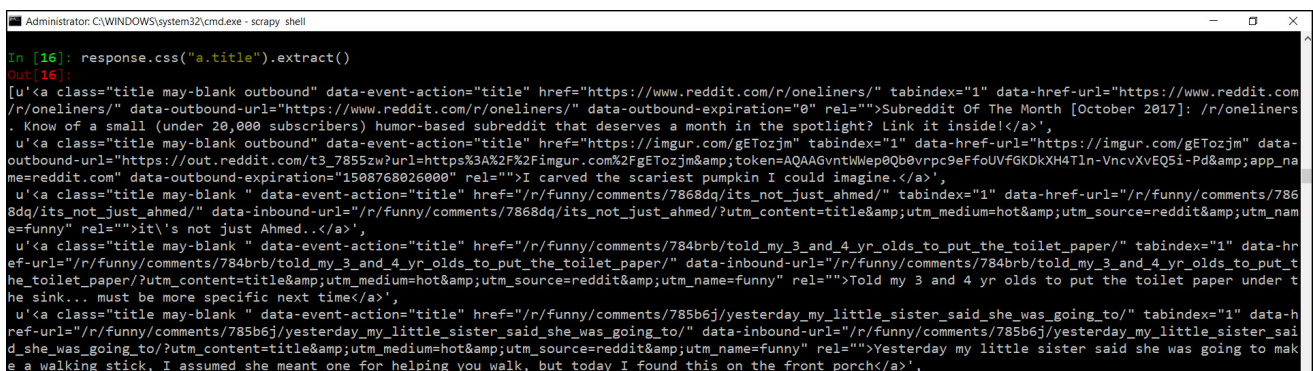 Administrator: C:\WINDOWS\system32\cmd.exe - scrapy shell
In [16]: response.css("a.title").extract()
Out[16]:
[u'<a class="title may-blank outbound" data-event-action="title" href="https://www.reddit.com/r/oneliners/" tabindex="1" data-href-url="https://www.reddit.com
/r/oneliners/" data-outbound-url="https://www.reddit.com/r/oneliners/" data-outbound-expiration="0" rel="">Subreddit Of The Month [October 2017]: /r/oneliners
. Know of a small (under 20,000 subscribers) humor-based subreddit that deserves a month in the spotlight? Link it inside!</a>',
u'<a class="title may-blank outbound" data-event-action="title" href="https://imgur.com/gETozjm" tabindex="1" data-href-url="https://imgur.com/gETozjm" data-
outbound-url="https://out.reddit.com/t3_7855zw?url=https%3A%2F%2Fimgur.com%2FgETozjm&amp;token=AQAAGvntWWep0Qb0vrpc9eFfoUVfGKDkXH4Tln-VncvXvEQ5i-Pd&amp;app_na
me=reddit.com" data-outbound-expiration="1508768026000" rel="">I carved the scariest pumpkin I could imagine.</a>',
u'<a class="title may-blank " data-event-action="title" href="/r/funny/comments/7868dq/its_not_just_ahmed/" tabindex="1" data-href-url="/r/funny/comments/786
8dq/its_not_just_ahmed/" data-inbound-url="/r/funny/comments/7868dq/its_not_just_ahmed/?utm_content=title&amp;utm_medium=hot&amp;utm_source=reddit&amp;utm_nam
e=funny" rel="">it\'s not just Ahmed..</a>',
u'<a class="title may-blank " data-event-action="title" href="/r/funny/comments/784brb/told_my_3_and_4_yr_olds_to_put_the_toilet_paper/" tabindex="1" data-hr
ef-url="/r/funny/comments/784brb/told_my_3_and_4_yr_olds_to_put_the_toilet_paper/" data-inbound-url="/r/funny/comments/784brb/told_my_3_and_4_yr_olds_to_put_t
he_toilet_paper/?utm_content=title&amp;utm_medium=hot&amp;utm_source=reddit&amp;utm_name=funny" rel="">Told my 3 and 4 yr olds to put the toilet paper under t
he sink... must be more specific next time</a>',
u'<a class="title may-blank " data-event-action="title" href="/r/funny/comments/785b6j/yesterday_my_little_sister_said_she_was_going_to/" tabindex="1" data-h
ref-url="/r/funny/comments/785b6j/yesterday_my_little_sister_said_she_was_going_to/" data-inbound-url="/r/funny/comments/785b6j/yesterday_my_little_sister_sai
d_she_was_going_to/?utm_content=title&amp;utm_medium=hot&amp;utm_source=reddit&amp;utm_name=funny" rel="">Yesterday my little sister said she was going to mak
e a walking stick, I assumed she meant one for helping you walk, but today I found this on the front porch</a>',